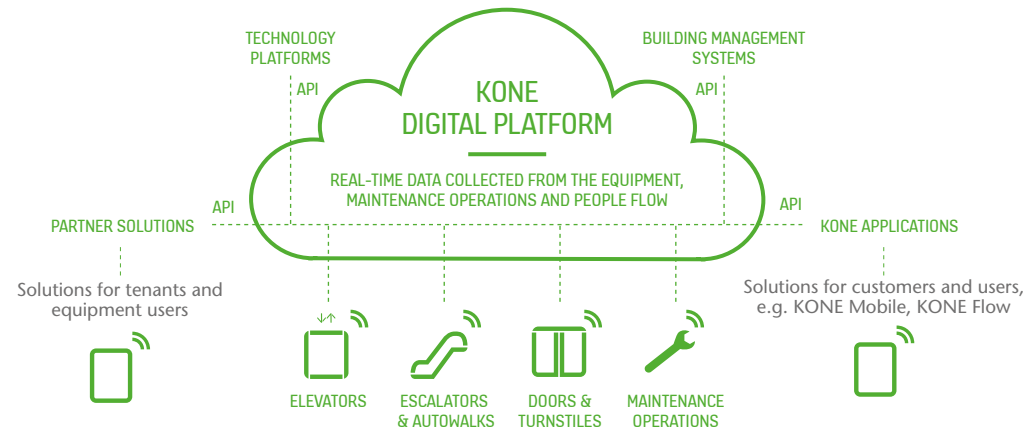 TECHNOLOGY
PLATFORMS
BUILDING MANAGEMENT
SYSTEMS
API
API
KONE
DIGITAL PLATFORM
REAL-TIME DATA COLLECTED FROM THE EQUIPMENT,
MAINTENANCE OPERATIONS AND PEOPLE FLOW
API
API
PARTNER SOLUTIONS
KONE APPLICATIONS
Solutions for tenants and
equipment users
Solutions for customers and users,
e.g. KONE Mobile, KONE Flow
ELEVATORS
ESCALATORS
& AUTOWALKS
DOORS &
TURNSTILES
MAINTENANCE
OPERATIONS